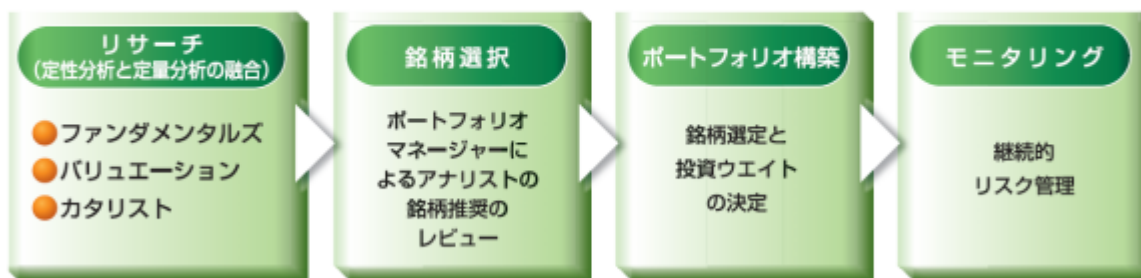 リサーチ
(定性分析と定量分析の融合)
ファンダメンタルズ
バリュエーション
カタリスト
銘柄選択
ポートフォリオ
マネージャーに
よるアナリストの
銘柄推奨の
レビュー
ポートフォリオ構築
銘柄選定と
投資ウエイト
の決定
モニタリング
継続的
リスク管理